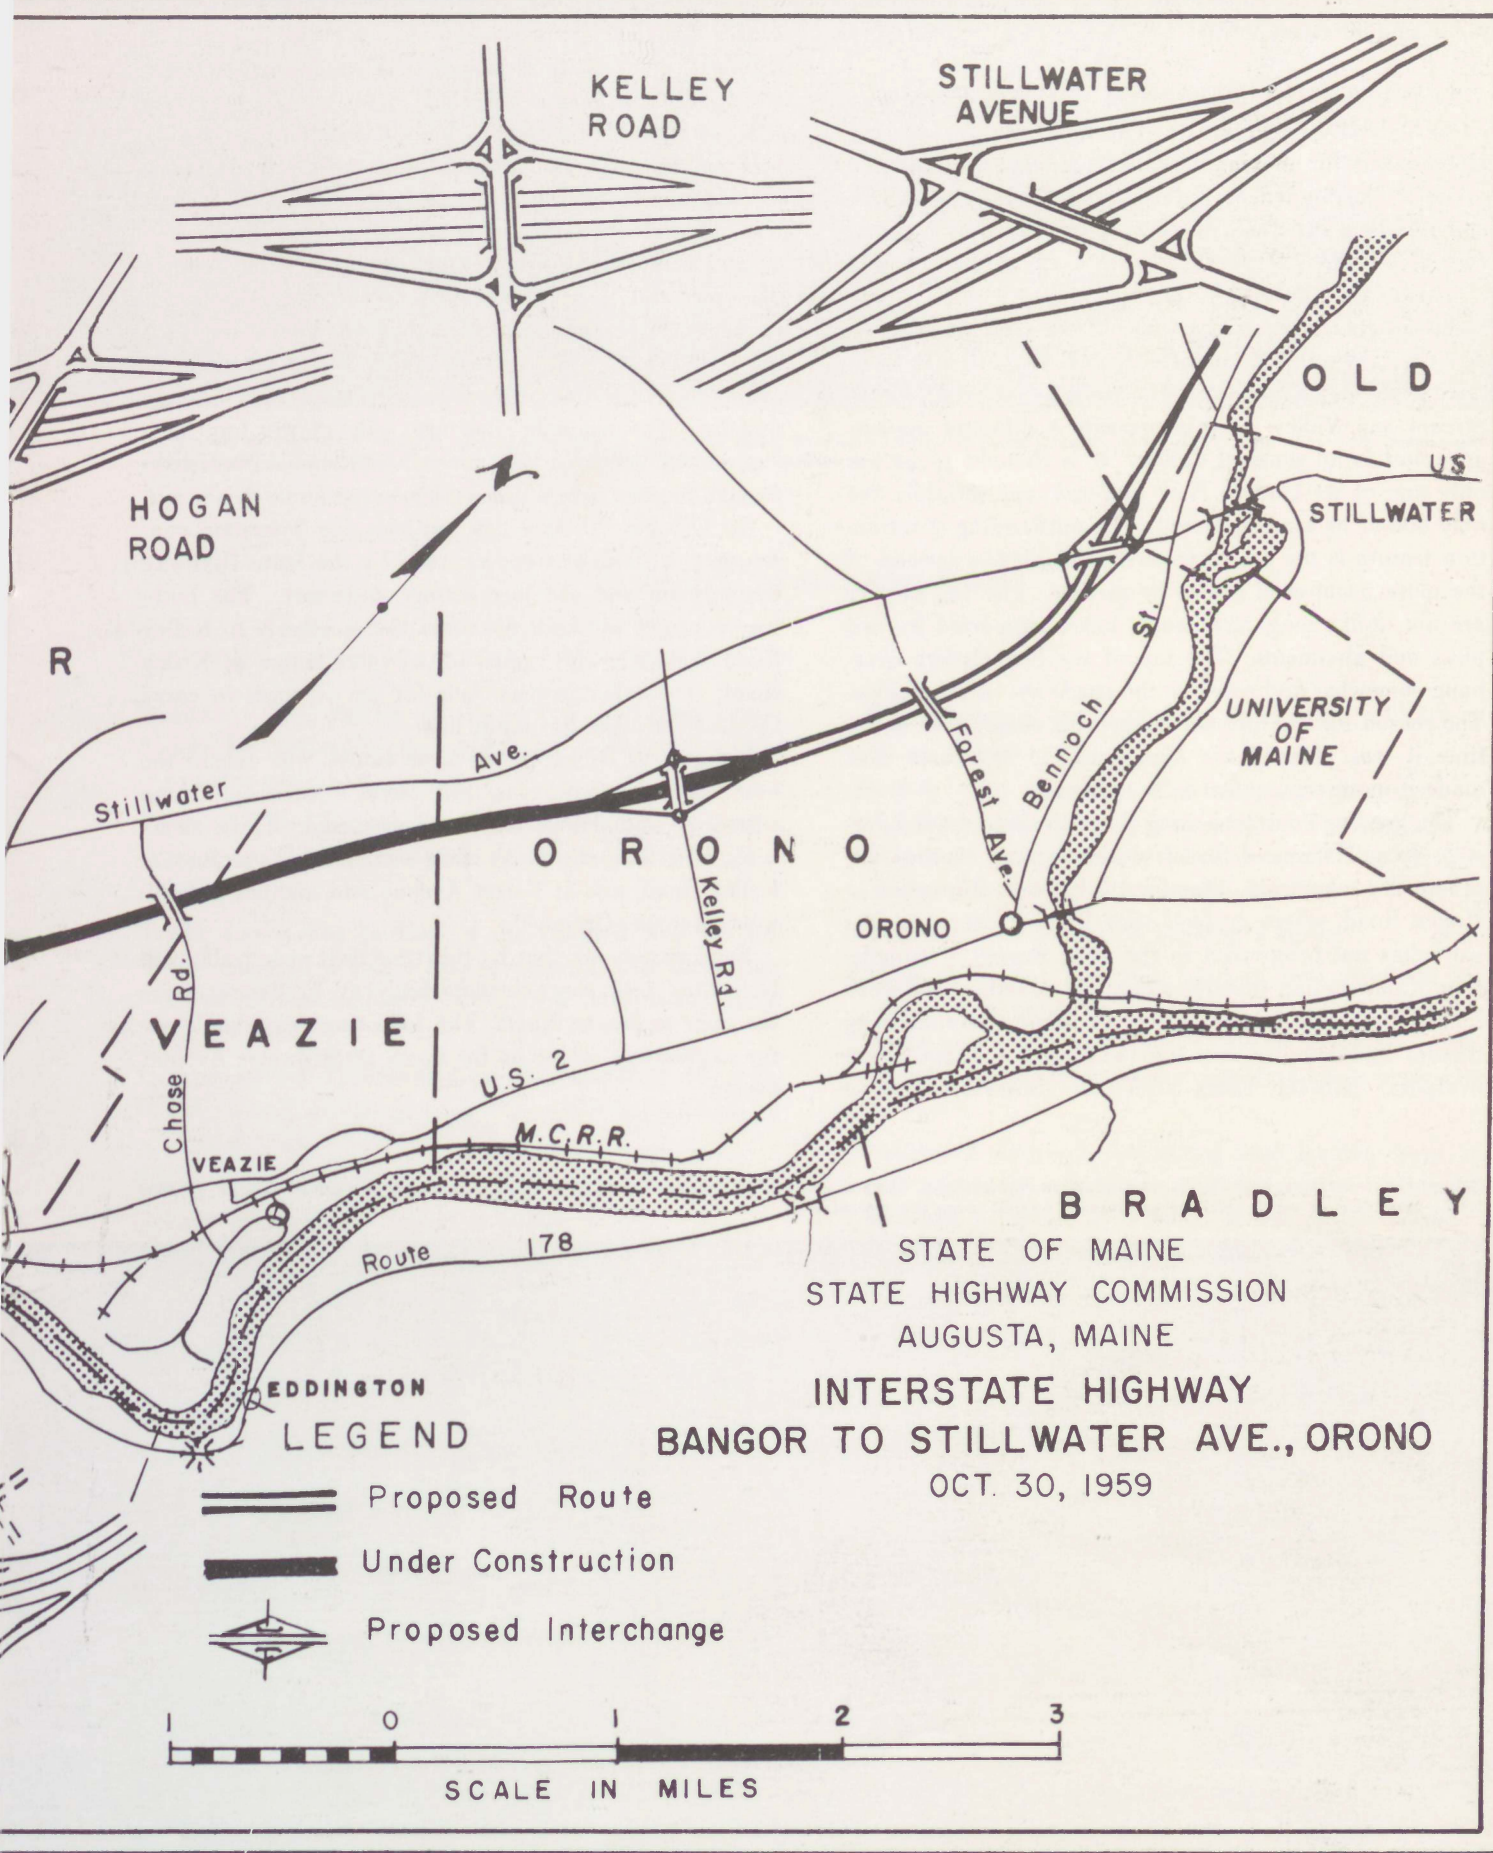 KELLEY
ROAD
STILLWATER
AVENUE
HOGAN
ROAD
N
OLD
US
STILLWATER
R
UNIVERSITY
OF
MAINE
Stillwater Ave.
Bennoch St.
Forest Ave.
ORONO
Kelley Rd.
ORONO
VEAZIE
Chase Rd.
U.S. 2
M.C.R.R.
VEAZIE
Route 178
BRADLEY
EDDINGTON
STATE OF MAINE
STATE HIGHWAY COMMISSION
AUGUSTA, MAINE
INTERSTATE HIGHWAY
BANGOR TO STILLWATER AVE., ORONO
OCT. 30, 1959
LEGEND
Proposed Route
Under Construction
Proposed Interchange
1 0 1 2 3
SCALE IN MILES